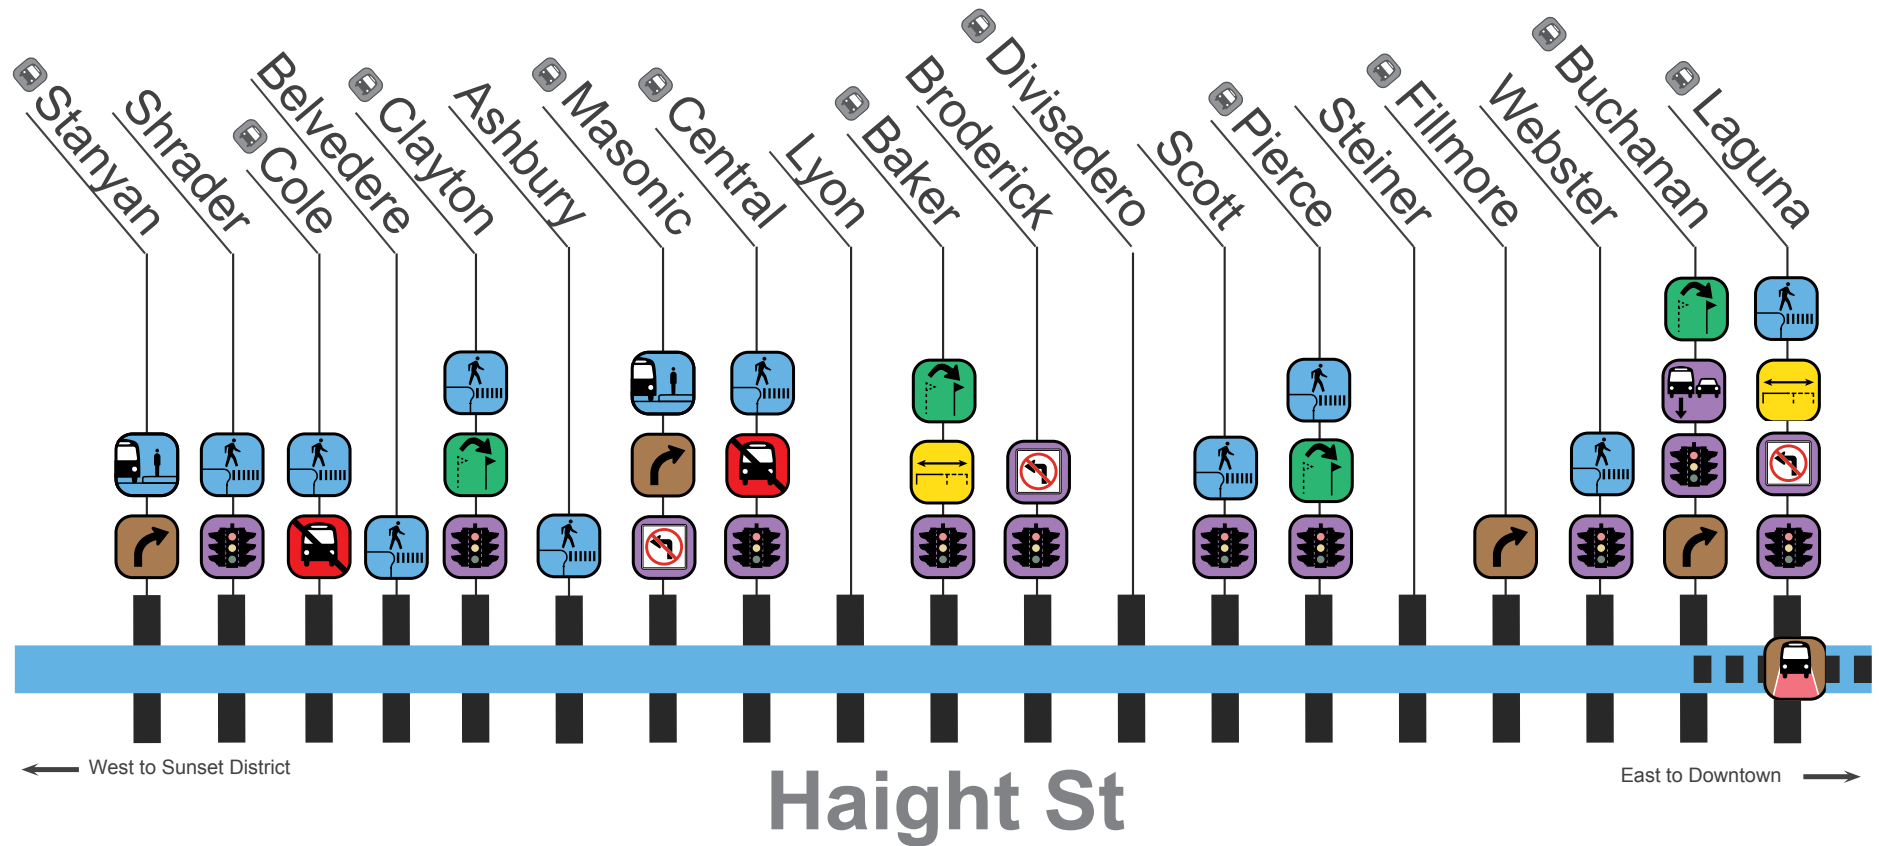 Stanyan
Shrader
Cole
Belvedere
Clayton
Ashbury
Masonic
Central
Lyon
Baker
Broderick
Divisadero
Scott
Pierce
Steiner
Fillmore
Webster
Buchanan
Laguna
West to Sunset District
East to Downtown
Haight St